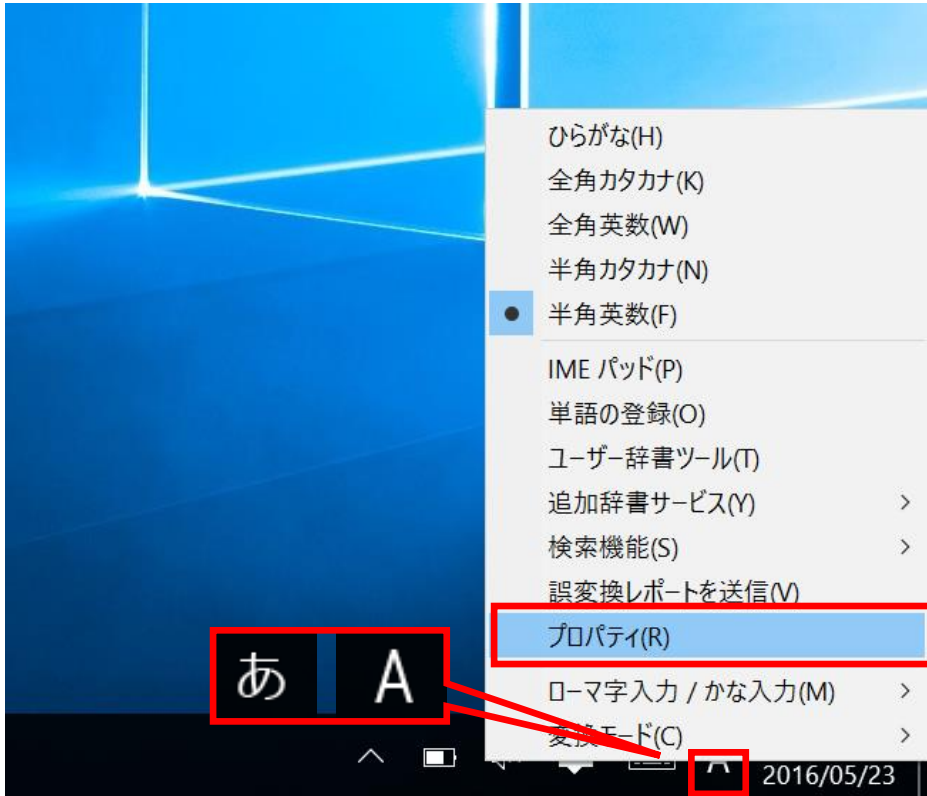 ひらがな(H)
全角カタカナ(K)
全角英数(W)
半角カタカナ(N)
半角英数(F)
IME パッド(P)
単語の登録(O)
ユーザー辞書ツール(T)
追加辞書サービス(Y)
検索機能(S)
誤変換レポートを送信(V)
プロパティ(R)
あ A
ローマ字入力 / かな入力(M)
変換モード(C)
A
2016/05/23